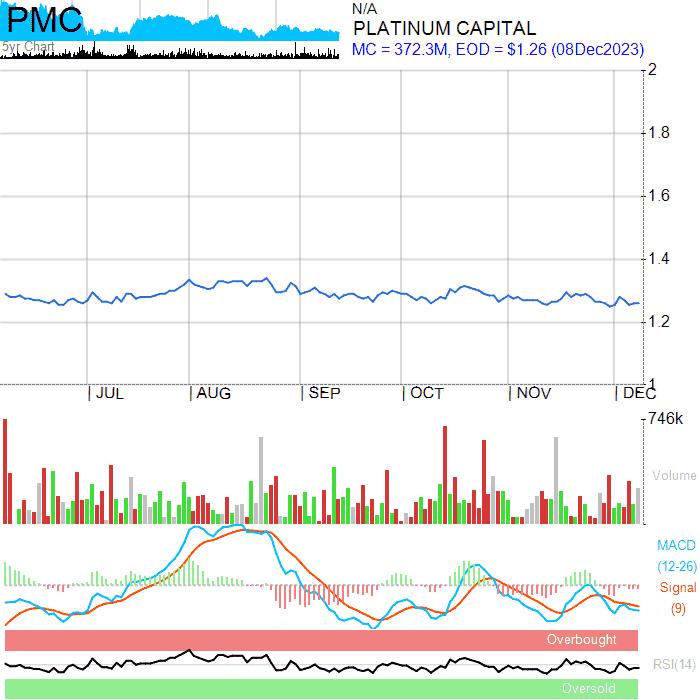 PMC
5yr Chart
N/A
PLATINUM CAPITAL
MC = 372.3M, EOD = $1.26 (08Dec2023)
2
1.8
1.6
1.4
1.2
1
JUL AUG SEP OCT NOV DEC
746k
Volume
MACD
(12-26)
Signal
(9)
Overbought
RSI(14)
Oversold